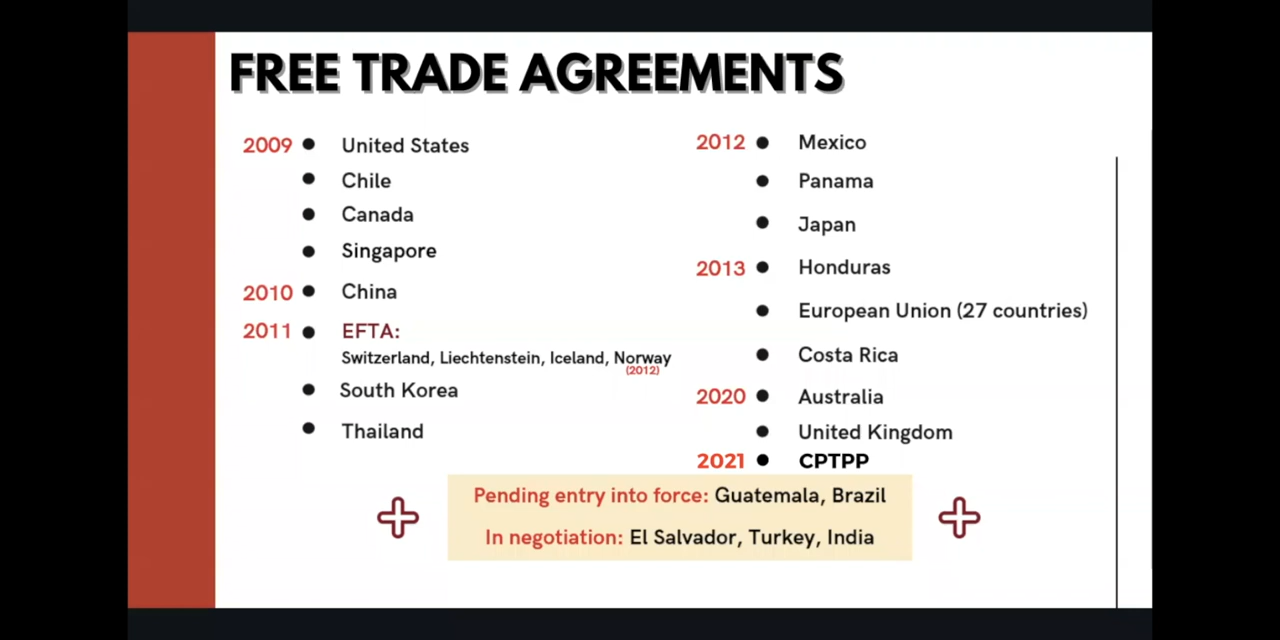 FREE TRADE AGREEMENTS
2009 ● United States
● Chile
● Canada
● Singapore
2010 ● China
2011 ● EFTA:
Switzerland, Liechtenstein, Iceland, Norway
(2012)
● South Korea
● Thailand
2012 ● Mexico
● Panama
● Japan
2013 ● Honduras
● European Union (27 countries)
● Costa Rica
2020 ● Australia
● United Kingdom
2021 ● CPTPP
Pending entry into force: Guatemala, Brazil
In negotiation: El Salvador, Turkey, India